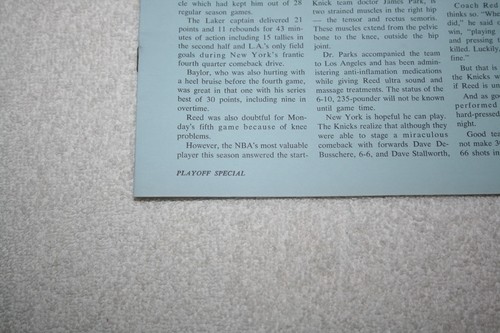 cle which had kept him out of 28
regular season games.
The Laker captain delivered 21
points and 11 rebounds for 43 min-
utes of action including 15 tallies in
the second half and L.A.'s only field
goals during New York's frantic
fourth quarter comeback drive.
Baylor, who was also hurting with
a heel bruise before the fourth game,
was great in that one with his series
best of 30 points, including nine in
overtime.
Reed was also doubtful for Mon-
day's fifth game because of knee
problems.
However, the NBA's most valuable
player this season answered the start-
PLAYOFF SPECIAL
Knick team doctor James Park, is
two strained muscles in the right hip
— the tensor and rectus femoris.
These muscles extend from the pelvic
bone to the knee, outside the hip
joint.
Dr. Parks accompanied the team
to Los Angeles and has been admin-
istering anti-inflamation medications
while giving Reed ultra sound and
massage treatments. The status of the
6-10, 235-pounder will not be known
until game time.
New York is hopeful he can play.
The Knicks realize that although they
were able to stage a miraculous
comeback with forwards Dave De-
Busschere, 6-6, and Dave Stallworth,
Coach Red
thinks so. "Wh
did," he said
win, "playing
and pressing
killed. Luckily,
fine."
But that is
the Knicks w
if Reed is un
And as go
performed
hard-pressed
night.
Good tea
not make 3
66 shots in